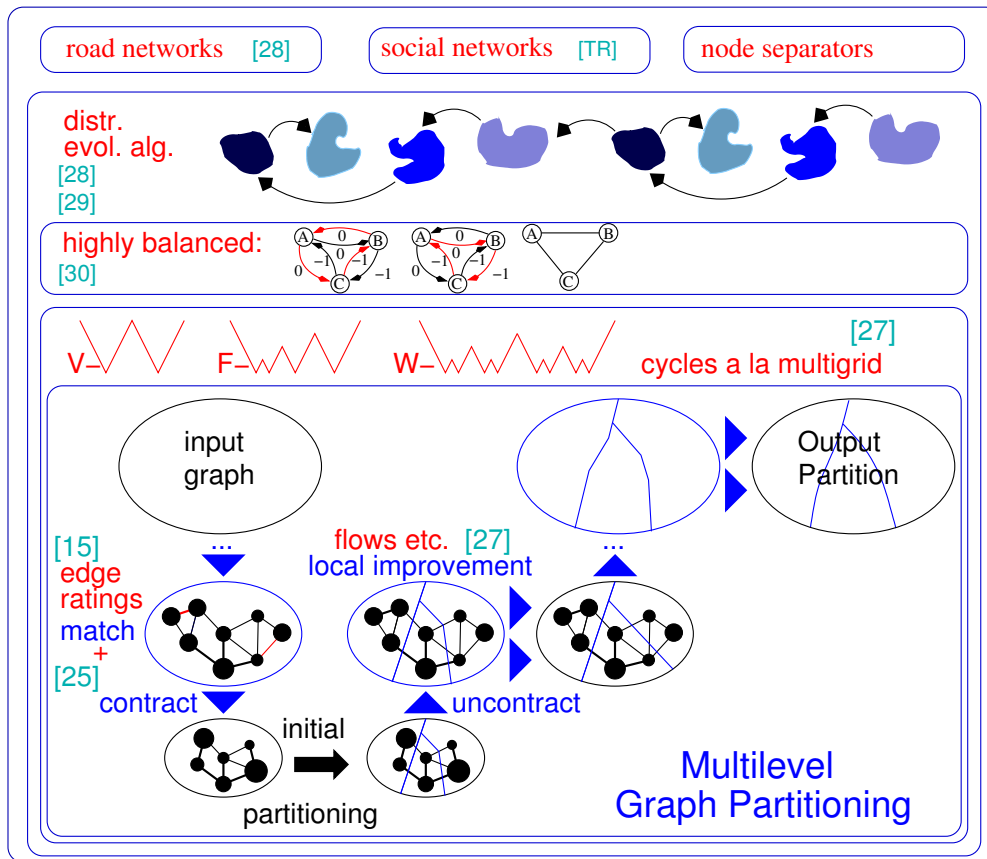 road networks [28]
social networks [TR]
node separators
distr.
evol. alg.
[28]
[29]
highly balanced:
[30]
A 0 B
−1 0 −1
0 C −1
A 0 B
−1 0 −1
0 C −1
A B
C
V− F− W− cycles a la multigrid [27]
input
graph
Output
Partition
...
...
[15]
edge
ratings
match
+
[25]
contract
flows etc. [27]
local improvement
uncontract
initial
partitioning
Multilevel
Graph Partitioning